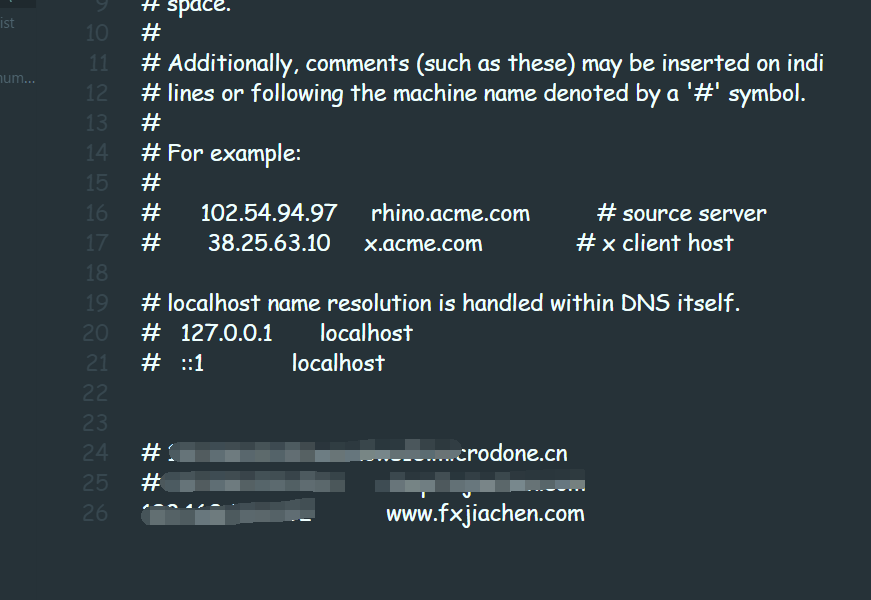 9 # space.
ist
10 #
11 # Additionally, comments (such as these) may be inserted on indi
num...
12 # lines or following the machine name denoted by a '#' symbol.
13 #
14 # For example:
15 #
16 # 102.54.94.97 rhino.acme.com # source server
17 # 38.25.63.10 x.acme.com # x client host
18
19 # localhost name resolution is handled within DNS itself.
20 # 127.0.0.1 localhost
21 # ::1 localhost
22
23
24 # crodone.cn
25 #
26 www.fxjiachen.com